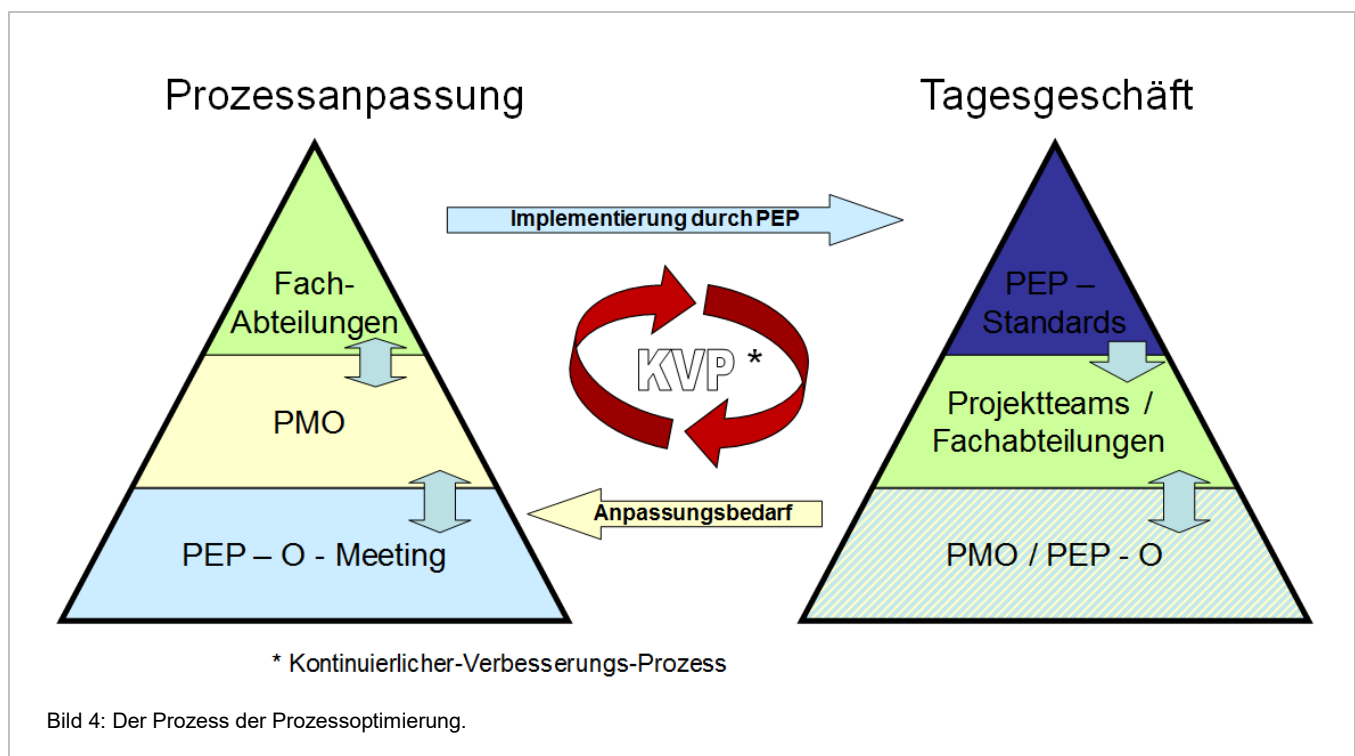 Prozessanpassung
Tagesgeschäft
Implementierung durch PEP
Fach-
Abteilungen
PMO
PEP – O - Meeting
KVP *
PEP –
Standards
Projektteams /
Fachabteilungen
Anpassungsbedarf
PMO / PEP - O
* Kontinuierlicher-Verbesserungs-Prozess
Bild 4: Der Prozess der Prozessoptimierung.